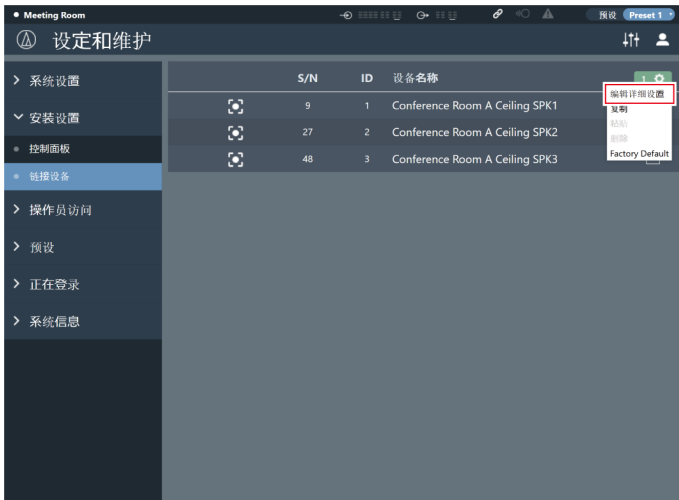 Meeting Room
预设 Preset 1
设定和维护
系统设置
安装设置
控制面板
链接设备
操作员访问
预设
正在登录
系统信息
S/N ID 设备名称 1
9 1 Conference Room A Ceiling SPK1
27 2 Conference Room A Ceiling SPK2
48 3 Conference Room A Ceiling SPK3
编辑详细设置
复制
粘贴
删除
Factory Default